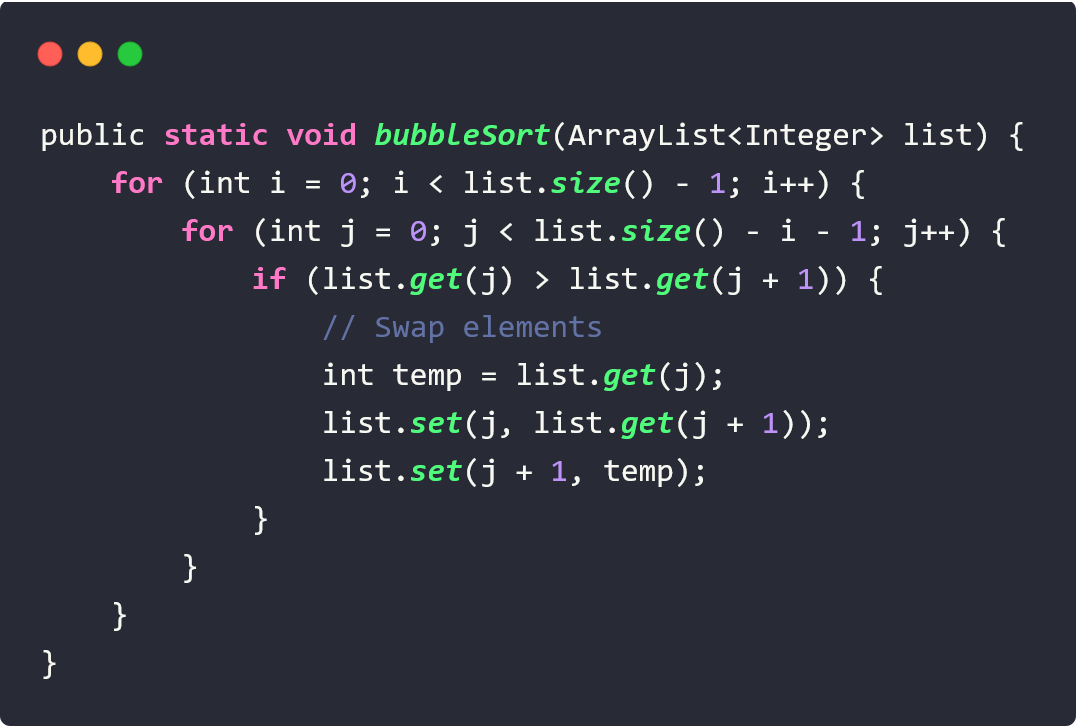 public static void bubbleSort(ArrayList<Integer> list) {
    for (int i = 0; i < list.size() - 1; i++) {
        for (int j = 0; j < list.size() - i - 1; j++) {
            if (list.get(j) > list.get(j + 1)) {
                // Swap elements
                int temp = list.get(j);
                list.set(j, list.get(j + 1));
                list.set(j + 1, temp);
            }
        }
    }
}